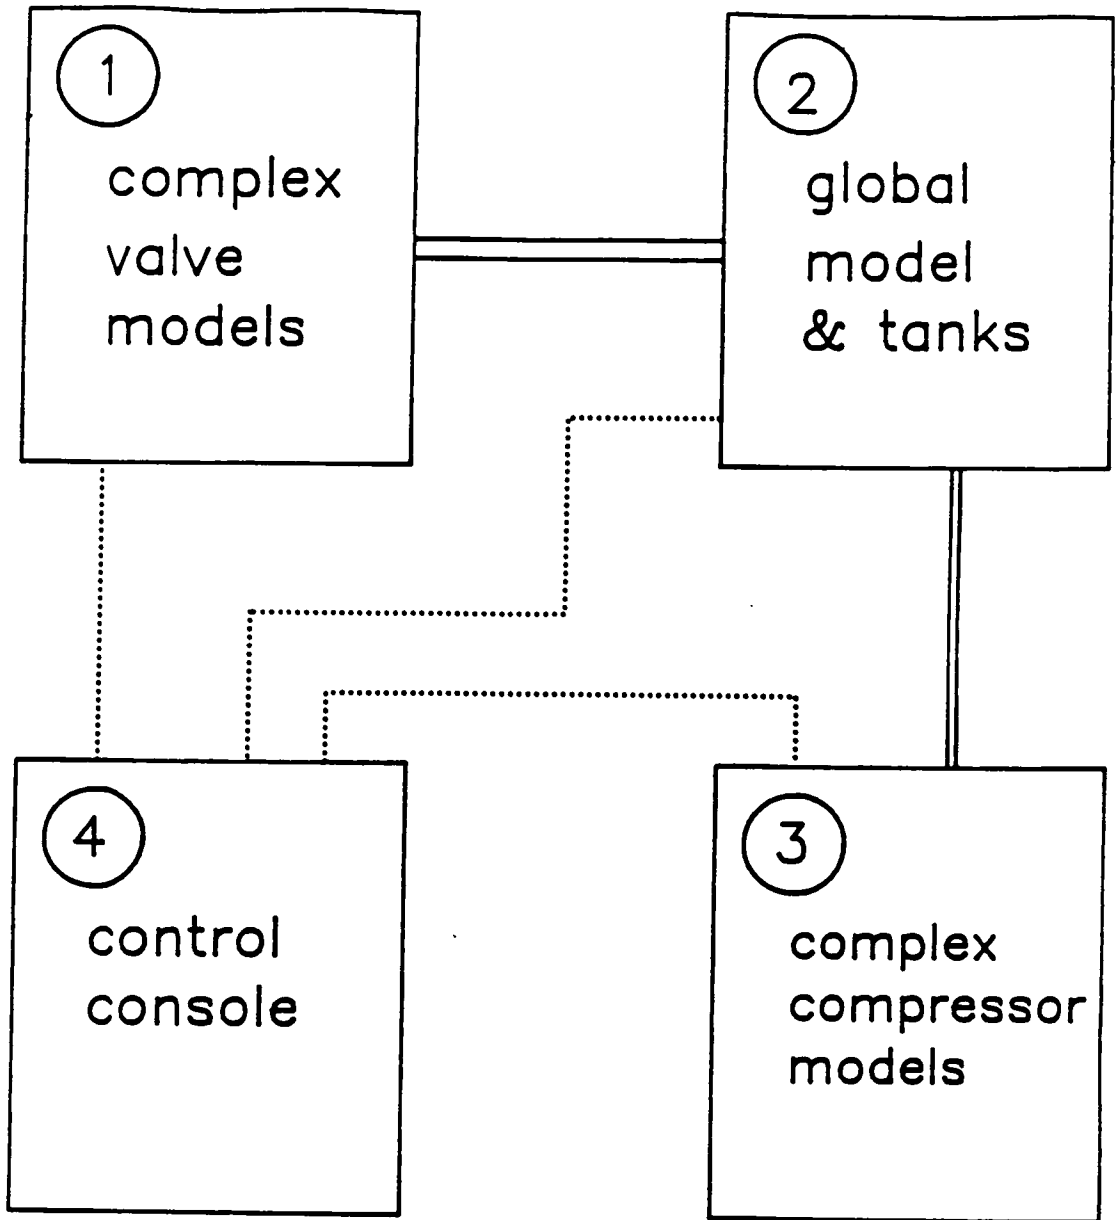 1
complex
valve
models
2
global
model
& tanks
4
control
console
3
complex
compressor
models